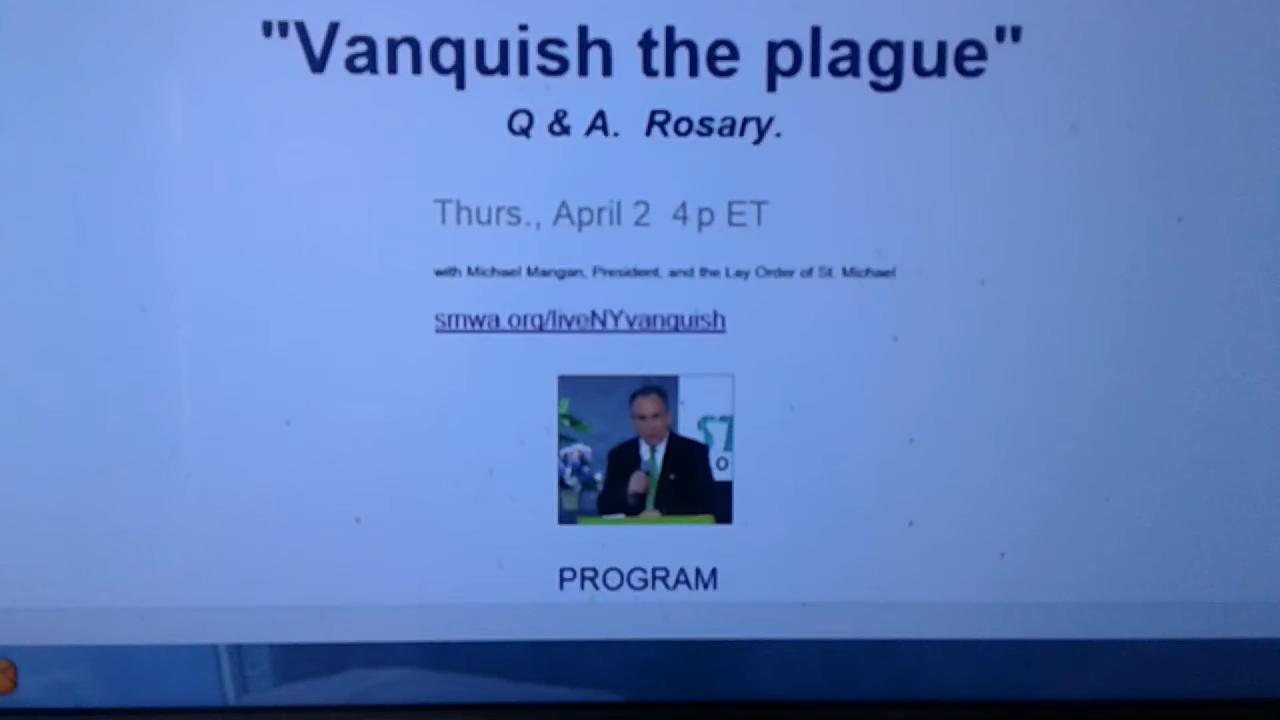 "Vanquish the plague"
Q & A. Rosary.
Thurs., April 2 4p ET
with Michael Mangan, President, and the Lay Order of St. Michael
smwa.org/liveNYvanquish
O
PROGRAM